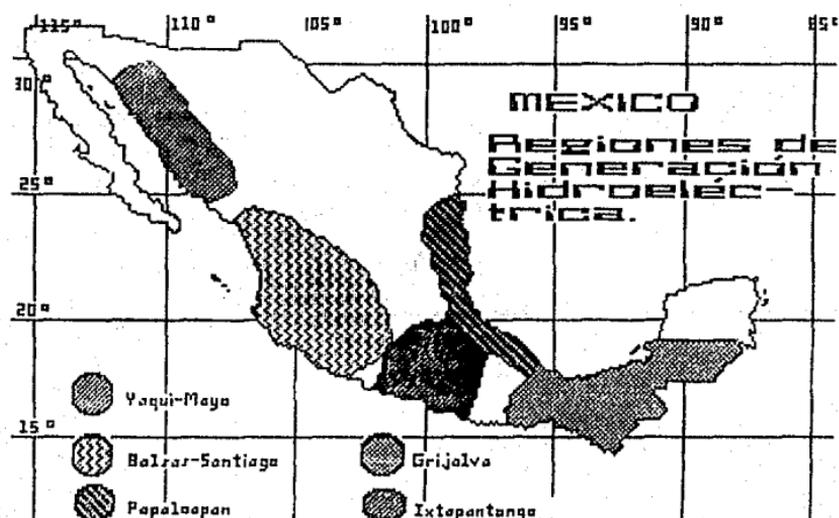 115° 110° 105° 100° 95° 90° 85°
30°
MEXICO
Regiones de
Generación
Hidroeléc-
trica.
25°
20°
Yaqui-Mayo
15°
Balsas-Santiago
Grijalva
Papaloapan
Ixtapantongo